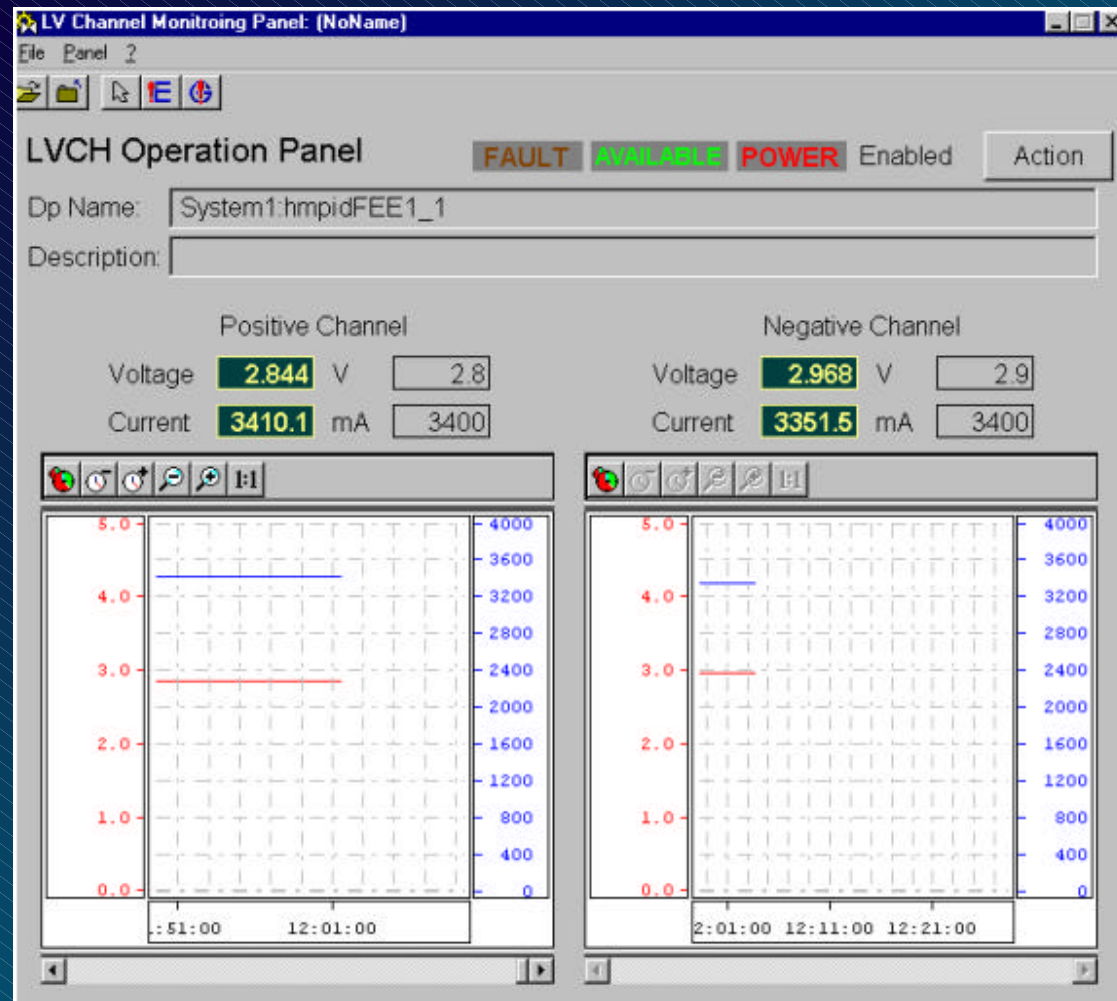 LV Channel Monitroing Panel: (NoName)
File Panel ?
LVCH Operation Panel FAULT AVAILABLE POWER Enabled Action
Dp Name: System1:hmpidFEE1_1
Description:
Positive Channel Negative Channel
Voltage 2.844 V 2.8 Voltage 2.968 V 2.9
Current 3410.1 mA 3400 Current 3351.5 mA 3400
1:1 1:1
5.0 4000 5.0 4000
3600 3600
4.0 3200 4.0 3200
2800 2800
3.0 2400 3.0 2400
2000 2000
2.0 1600 2.0 1600
1200 1200
1.0 800 1.0 800
400 400
0.0 0 0.0 0
:51:00 12:01:00 2:01:00 12:11:00 12:21:00